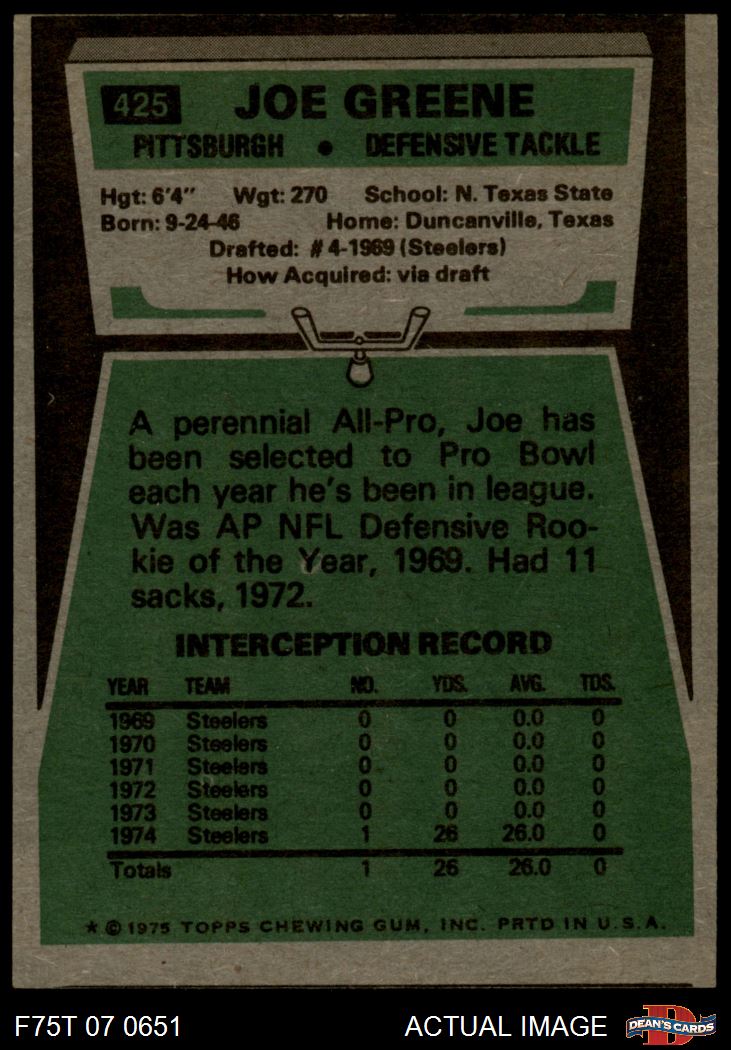 425 JOE GREENE
PITTSBURGH • DEFENSIVE TACKLE
Hgt: 6'4" Wgt: 270 School: N. Texas State
Born: 9-24-46 Home: Duncanville, Texas
Drafted: #4-1969 (Steelers)
How Acquired: via draft
A perennial All-Pro, Joe has
been selected to Pro Bowl
each year he's been in league.
Was AP NFL Defensive Roo-
kie of the Year, 1969. Had 11
sacks, 1972.
INTERCEPTION RECORD
YEAR TEAM NO. YDS. AVG. TDS.
1969 Steelers 0 0 0.0 0
1970 Steelers 0 0 0.0 0
1971 Steelers 0 0 0.0 0
1972 Steelers 0 0 0.0 0
1973 Steelers 0 0 0.0 0
1974 Steelers 1 26 26.0 0
Totals 1 26 26.0 0
★ © 1975 TOPPS CHEWING GUM, INC. PRTD IN U.S.A.
F75T 07 0651 ACTUAL IMAGE D DEAN'S CARDS